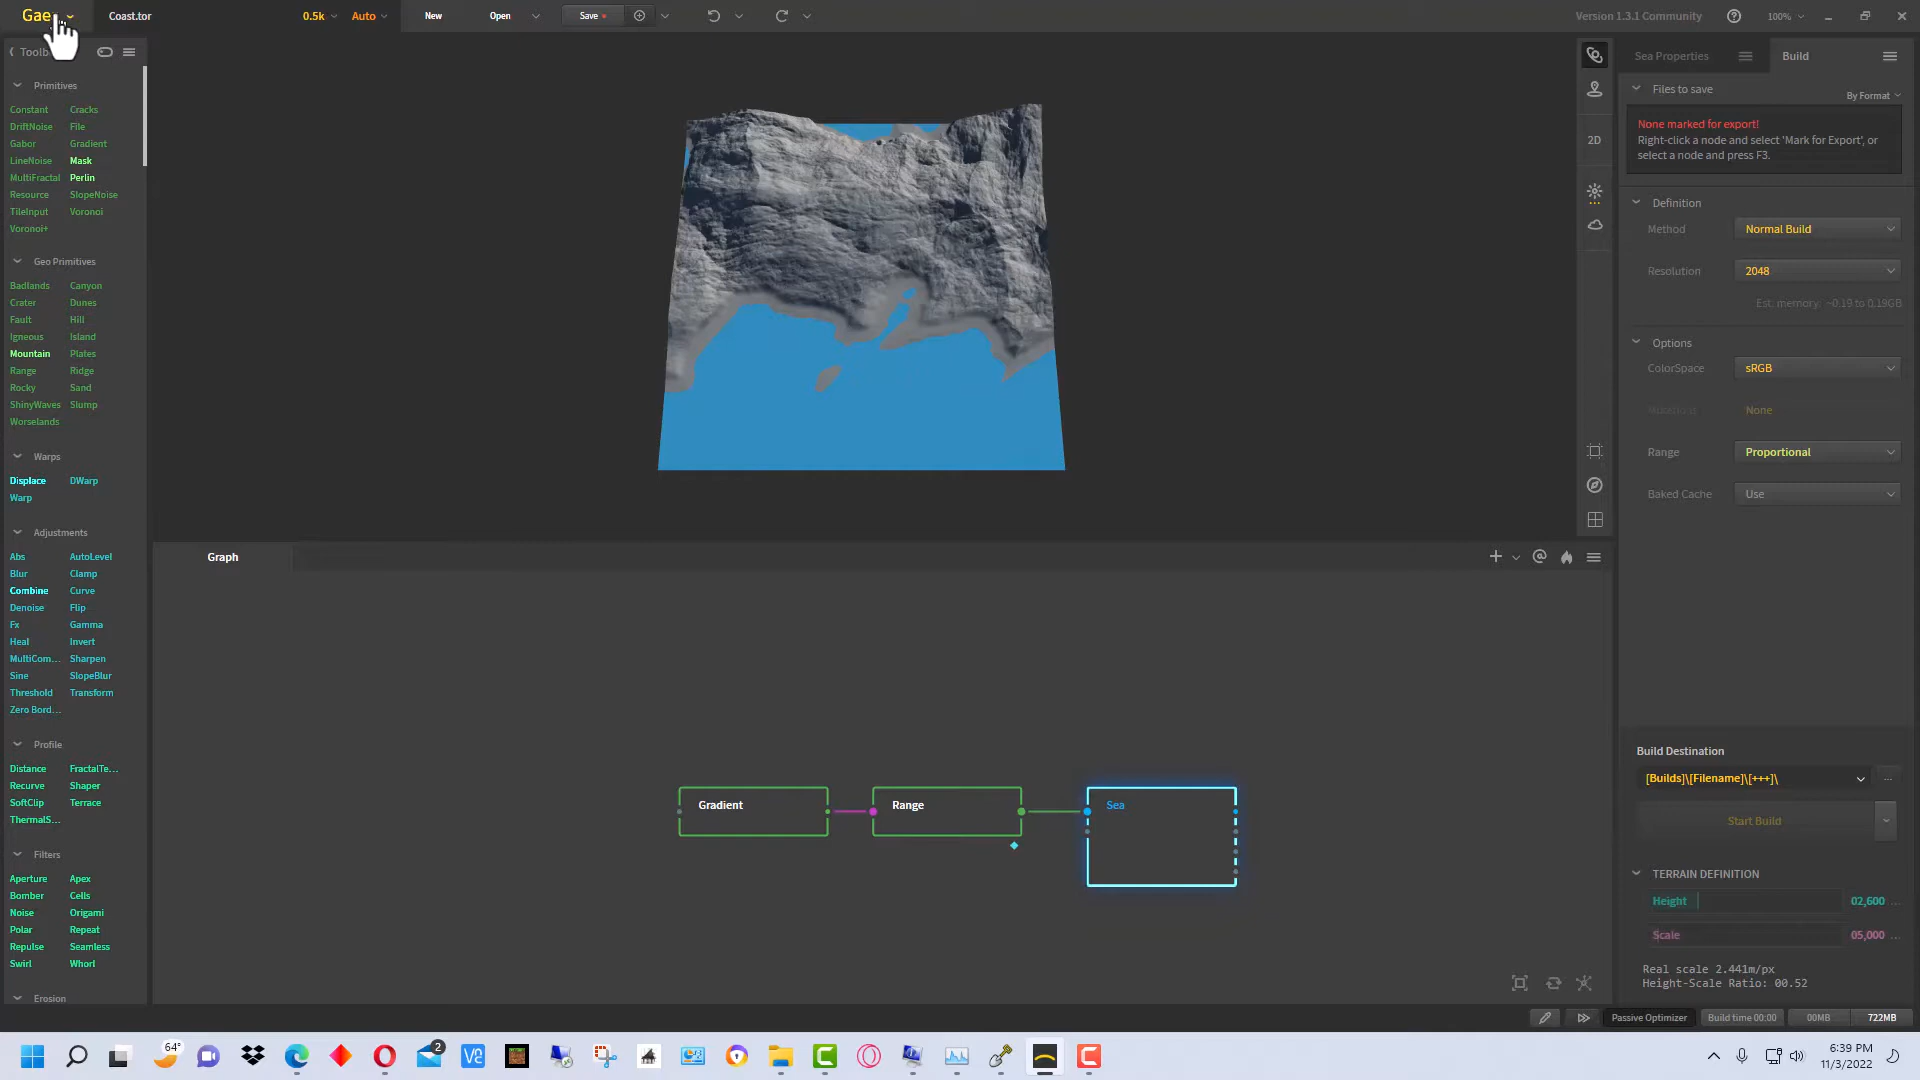 Gae
Coast.tor
0.5k
Auto
New
Open
Save
Version 1.3.1 Community
100%
Primitives
Constant Cracks
DriftNoise File
Gabor Gradient
LineNoise Mask
MultiFractal Perlin
Resource SlopeNoise
TileInput Voronoi
Voronoi+
Geo Primitives
Badlands Canyon
Crater Dunes
Fault Hill
Igneous Island
Mountain Plates
Range Ridge
Rocky Sand
ShinyWaves Slump
Worselands
Warps
Displace DWarp
Warp
Adjustments
Abs AutoLevel
Blur Clamp
Combine Curve
Denoise Flip
Fx Gamma
Heal Invert
MultiCom... Sharpen
Sine SlopeBlur
Threshold Transform
Zero Bord...
Profile
Distance FractalTe...
Recurve Shaper
SoftClip Terrace
ThermalS...
Filters
Aperture Apex
Bomber Cells
Noise Origami
Polar Repeat
Repulse Seamless
Swirl Whorl
Erosion
2D
Graph
Gradient
Range
Sea
Sea Properties
Build
Files to save
By Format
None marked for export!
Right-click a node and select 'Mark for Export', or
select a node and press F3.
Definition
Method Normal Build
Resolution 2048
Est. memory: ~0.19 to 0.19GB
Options
ColorSpace sRGB
None
Range Proportional
Baked Cache Use
Build Destination
[Builds]\[Filename]\[+++]\
...
Start Build
TERRAIN DEFINITION
Height 02,600 ...
Scale 05,000 ...
Real scale 2.441m/px
Height-Scale Ratio: 00.52
Passive Optimizer
Build time 00:00
00MB
722MB
64°
2
6:39 PM
11/3/2022